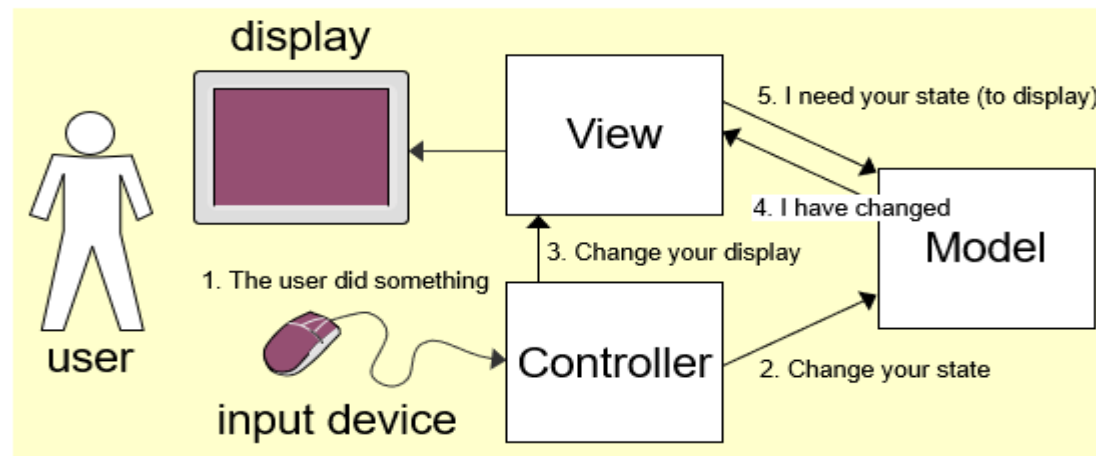 display
View
5. I need your state (to display)
4. I have changed
Model
3. Change your display
1. The user did something
user
Controller
2. Change your state
input device